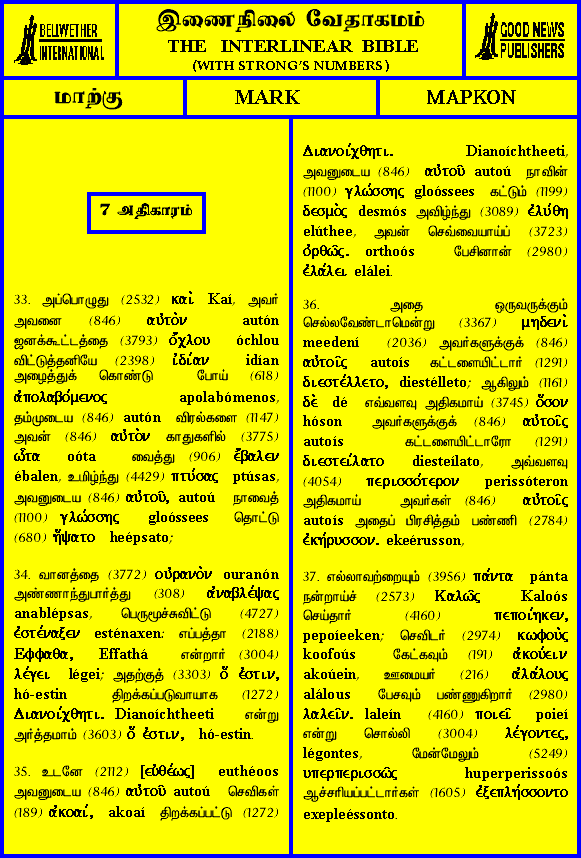 BELLWETHER
INTERNATIONAL
இணைநிலை வேதாகமம்
THE INTERLINEAR BIBLE
(WITH STRONG'S NUMBERS)
GOOD NEWS
PUBLISHERS
மாற்கு
MARK
ΜΑΡΚΟΝ
7 அதிகாரம்
33. அப்பொழுது (2532) καὶ Kaí, அவர்
அவனை (846) αὐτὸν autón
ஜனக்கூட்டத்தை (3793) ὄχλου óchlou
விட்டுத்தனியே (2398) ἰδίαν idían
அழைத்துக் கொண்டு போய் (618)
ἀπολαβόμενος apolabómenos,
தம்முடைய (846) autón விரல்களை (1147)
அவன் (846) αὐτὸν காதுகளில் (3775)
ὦτα oóta வைத்து (906) ἔβαλεν
ébalen, உமிழ்ந்து (4429) πτύσας ptúsas,
அவனுடைய (846) αὐτοῦ, autoú நாவைத்
(1100) γλώσσης gloóssees தொட்டு
(680) ἥψατο heépsato;
34. வானத்தை (3772) οὐρανὸν ouranón
அண்ணாந்துபார்த்து (308) ἀναβλέψας
anablépsas, பெருமூச்சுவிட்டு (4727)
ἐστέναξεν esténaxen: எப்பத்தா (2188)
Εφφαθα, Effathá என்றார் (3004)
λέγει légei; அதற்குத் (3303) ὅ ἐστιν,
hó-estin திறக்கப்படுவாயாக (1272)
Διανοίχθητι. Dianoíchtheeti என்று
அர்த்தமாம் (3603) ὅ ἐστιν, hó-estin.
35. உடனே (2112) [εὐθέως] euthéoos
அவனுடைய (846) αὐτοῦ autoú செவிகள்
(189) ἀκοαί, akoaí திறக்கப்பட்டு (1272)
Διανοίχθητι. Dianoíchtheeti,
அவனுடைய (846) αὐτοῦ autoú நாவின்
(1100) γλώσσης gloóssees கட்டும் (1199)
δεσμὸς desmós அவிழ்ந்து (3089) ἐλύθη
elúthee, அவன் செவ்வையாய்ப் (3723)
ὀρθῶς. orthoós பேசினான் (2980)
ἐλάλει elálei.
36. அதை ஒருவருக்கும்
செல்லவேண்டாமென்று (3367) μηδενὶ
meedení (2036) அவர்களுக்குக் (846)
αὐτοῖς autoís கட்டளையிட்டார் (1291)
διεστέλλετο, diestélleto; ஆகிலும் (1161)
δὲ dé எவ்வளவு அதிகமாய் (3745) ὅσον
hóson அவர்களுக்குக் (846) αὐτοῖς
autoís கட்டளையிட்டாரோ (1291)
διεστείλατο diesteílato, அவ்வளவு
(4054) περισσότερον perissóteron
அதிகமாய் அவர்கள் (846) αὐτοῖς
autoís அதைப் பிரசித்தம் பண்ணி (2784)
ἐκήρυσσον. ekeérusson,
37. எல்லாவற்றையும் (3956) πάντα pánta
நன்றாய்ச் (2573) Καλῶς Kaloós
செய்தார் (4160) πεποίηκεν,
pepoíeeken; செவிடர் (2974) κωφοὺς
koofoús கேட்கவும் (191) ἀκούειν
akoúein, ஊமையர் (216) ἀλάλους
alálous பேசவும் பண்ணுகிறார் (2980)
λαλεῖν. laleín (4160) ποιεῖ poieí
என்று சொல்லி (3004) λέγοντες,
légontes, மேன்மேலும் (5249)
υπερπερισσῶς huperperissoós
ஆச்சரியப்பட்டார்கள் (1605) ἐξεπλήσσοντο
exepleéssonto.